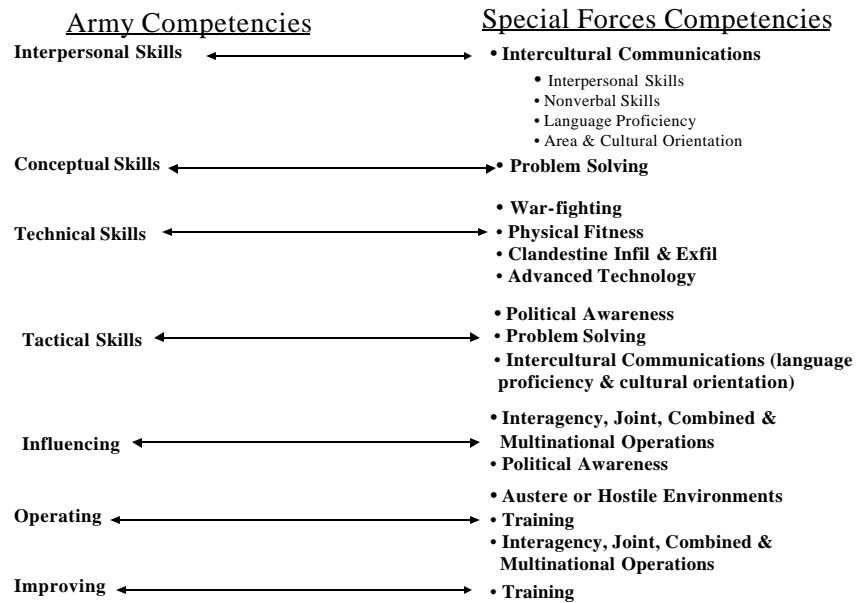 Army Competencies
Special Forces Competencies
Interpersonal Skills
• Intercultural Communications
• Interpersonal Skills
• Nonverbal Skills
• Language Proficiency
• Area & Cultural Orientation
Conceptual Skills
• Problem Solving
Technical Skills
• War-fighting
• Physical Fitness
• Clandestine Infil & Exfil
• Advanced Technology
Tactical Skills
• Political Awareness
• Problem Solving
• Intercultural Communications (language
proficiency & cultural orientation)
Influencing
• Interagency, Joint, Combined &
Multinational Operations
• Political Awareness
Operating
• Austere or Hostile Environments
• Training
• Interagency, Joint, Combined &
Multinational Operations
Improving
• Training